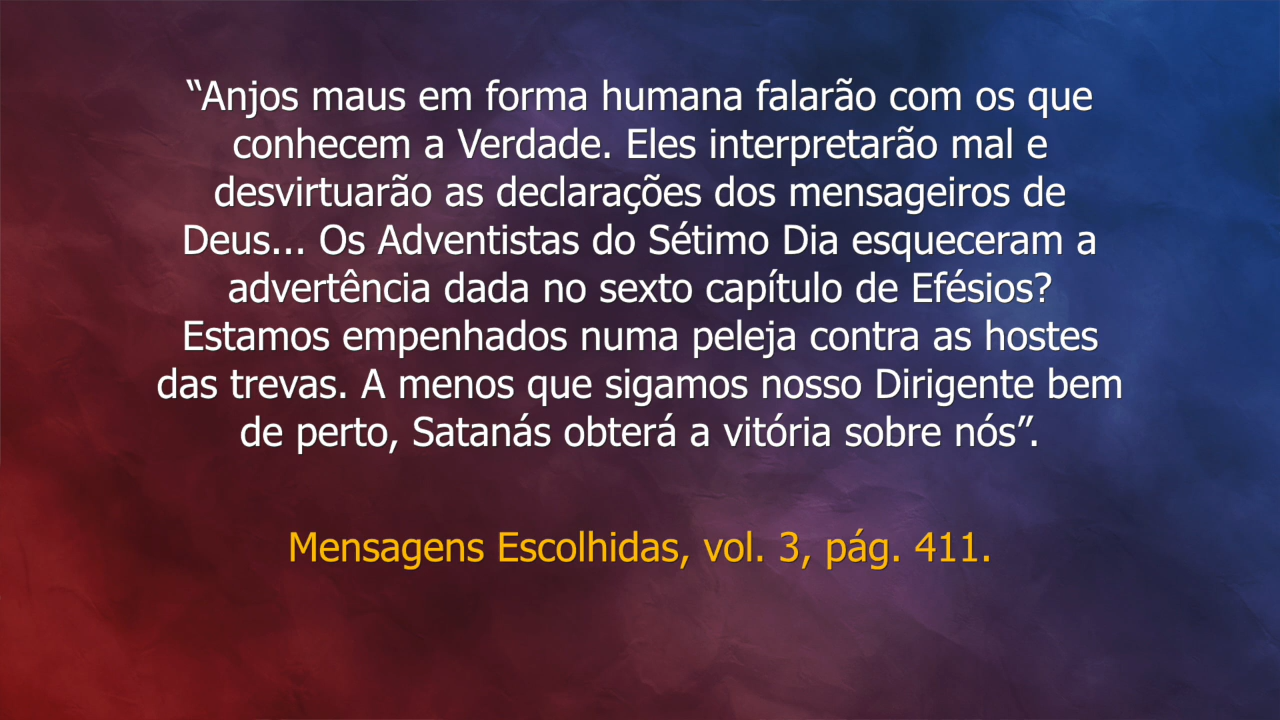 “Anjos maus em forma humana falarão com os que
conhecem a Verdade. Eles interpretarão mal e
desvirtuarão as declarações dos mensageiros de
Deus... Os Adventistas do Sétimo Dia esqueceram a
advertência dada no sexto capítulo de Efésios?
Estamos empenhados numa peleja contra as hostes
das trevas. A menos que sigamos nosso Dirigente bem
de perto, Satanás obterá a vitória sobre nós”.
Mensagens Escolhidas, vol. 3, pág. 411.